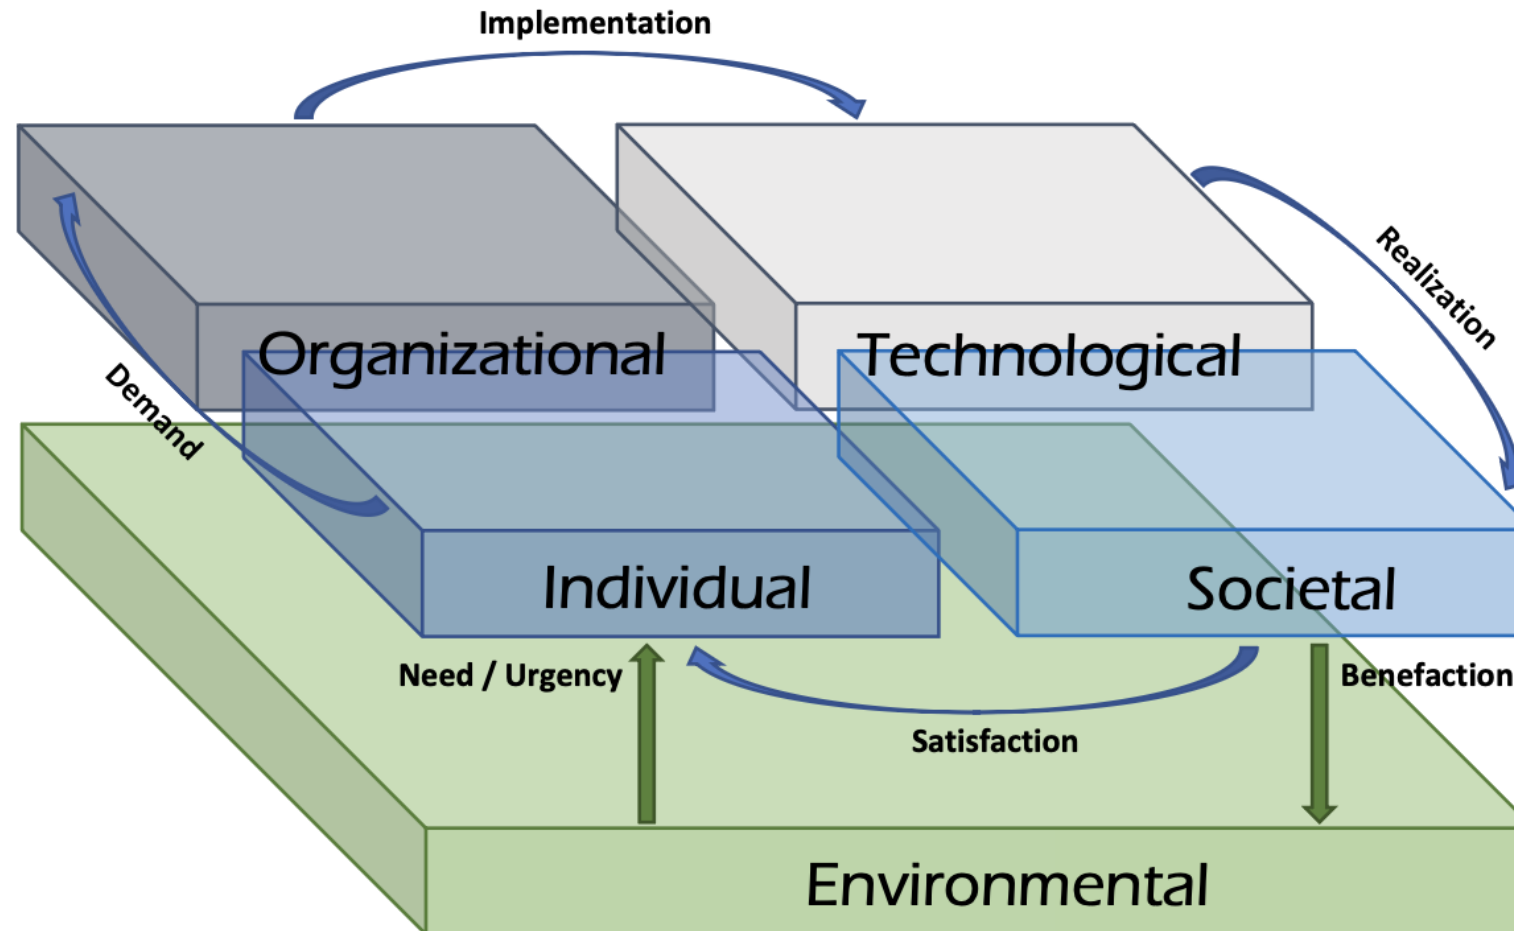 Implementation
Realization
Organizational
Technological
Demand
Individual
Societal
Need / Urgency
Benefaction
Satisfaction
Environmental